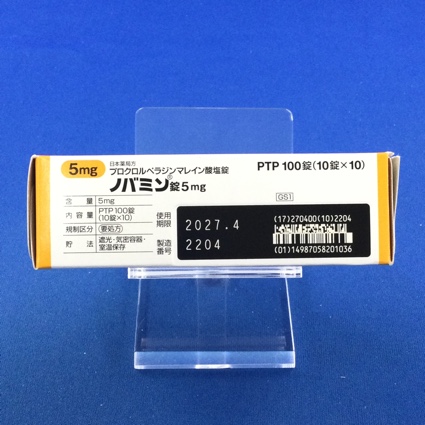 5mg
日本薬局方
プロクロルペラジンマレイン酸塩錠
ノバミン®錠5mg
PTP 100錠(10錠×10)
含 量 5mg
内 容 量 PTP100錠
(10錠×10)
規制区分 要処方
貯 法 遮光・気密容器・
室温保存
使用
期限 2027.4
製造
番号 2204
GS1
(17)270400(10)2204
(01)14987058201036